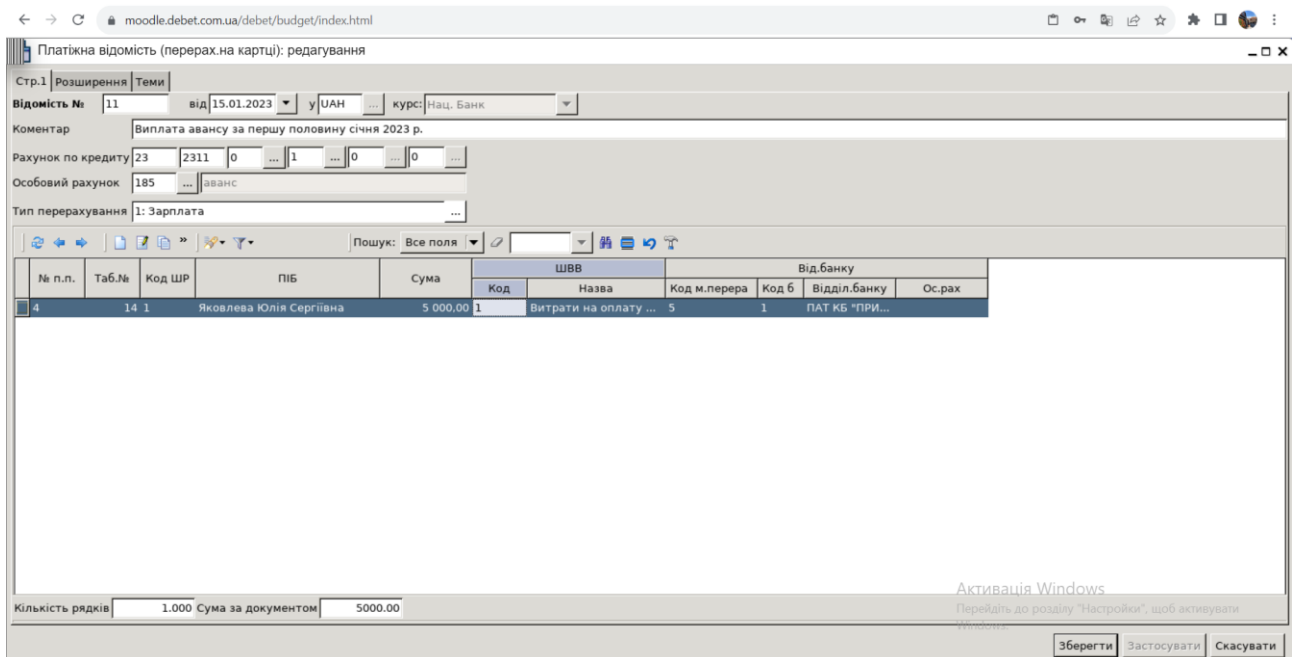 moodle.debet.com.ua/debet/budget/index.html
Платіжна відомість (перерах.на картці): редагування
Стр.1 Розширення Теми
Відомість № 11 від 15.01.2023 у UAH ... курс: Нац. Банк
Коментар Виплата авансу за першу половину січня 2023 р.
Рахунок по кредиту 23 2311 0 ... 1 ... 0 ... 0 ...
Особовий рахунок 185 ... аванс
Тип перерахування 1: Зарплата ...
» Пошук: Все поля
№ п.п. Таб.№ Код ШР ПІБ Сума ШВВ Від.банку
Код Назва Код м.перера Код б Відділ.банку Ос.рах
4 14 1 Яковлева Юлія Сергіївна 5 000,00 1 Витрати на оплату ... 5 1 ПАТ КБ "ПРИ...
Активація Windows
Кількість рядків 1.000 Сума за документом 5000.00
Перейдіть до розділу "Настройки", щоб активувати
Windows.
Зберегти Застосувати Скасувати